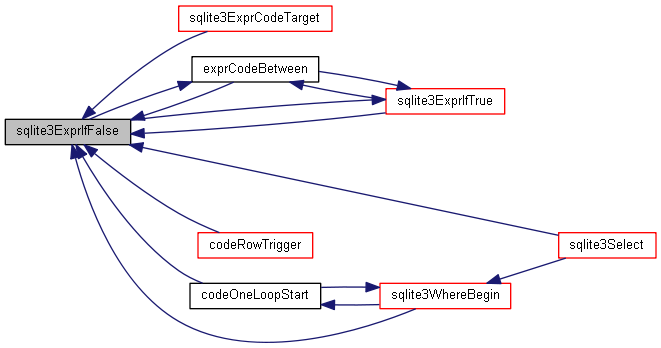 sqlite3ExprCodeTarget
exprCodeBetween
sqlite3ExprIfTrue
sqlite3ExprIfFalse
codeRowTrigger
sqlite3Select
codeOneLoopStart
sqlite3WhereBegin